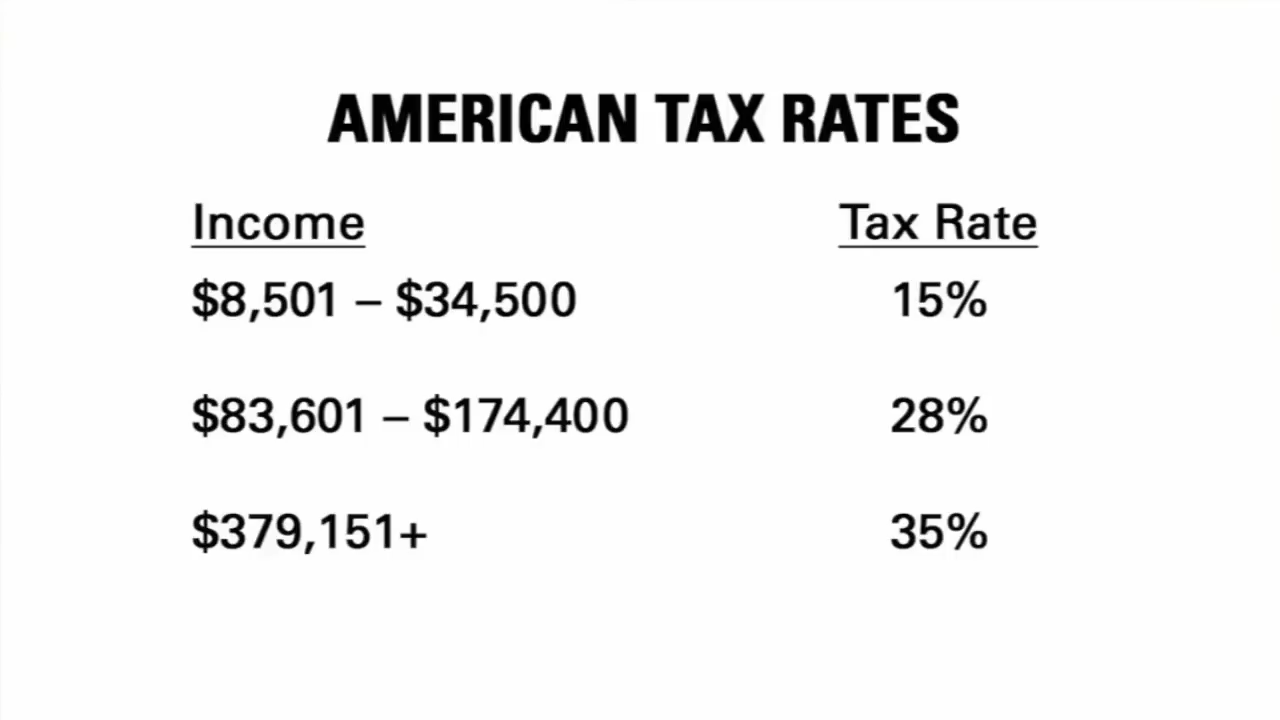 AMERICAN TAX RATES
Income Tax Rate
$8,501 – $34,500 15%
$83,601 – $174,400 28%
$379,151+ 35%